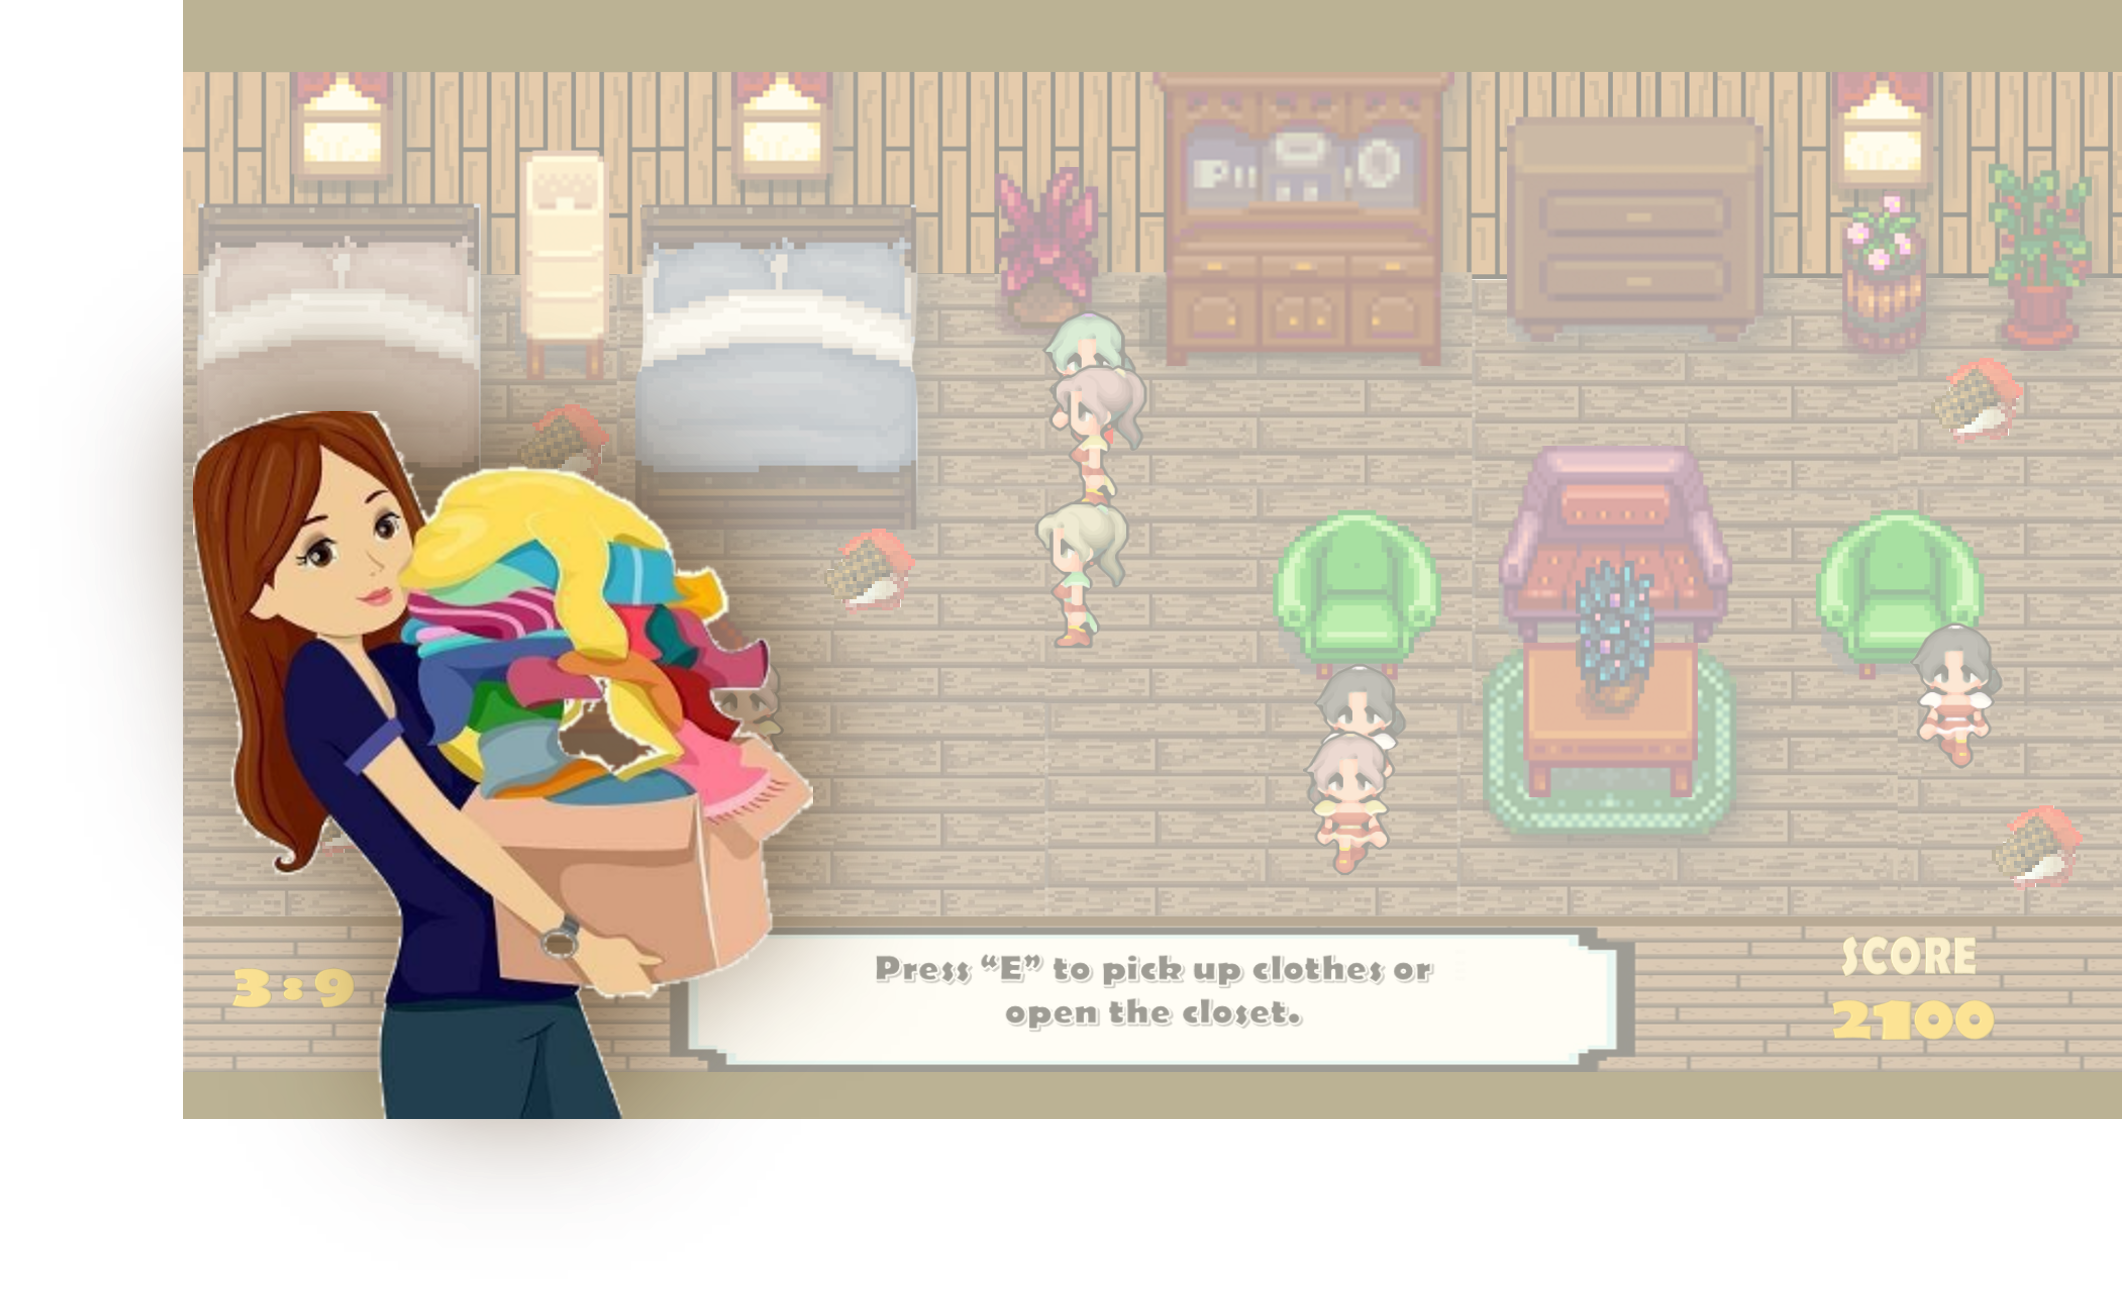 Press “E” to pick up clothes or
open the closet.
3:9
SCORE
2100